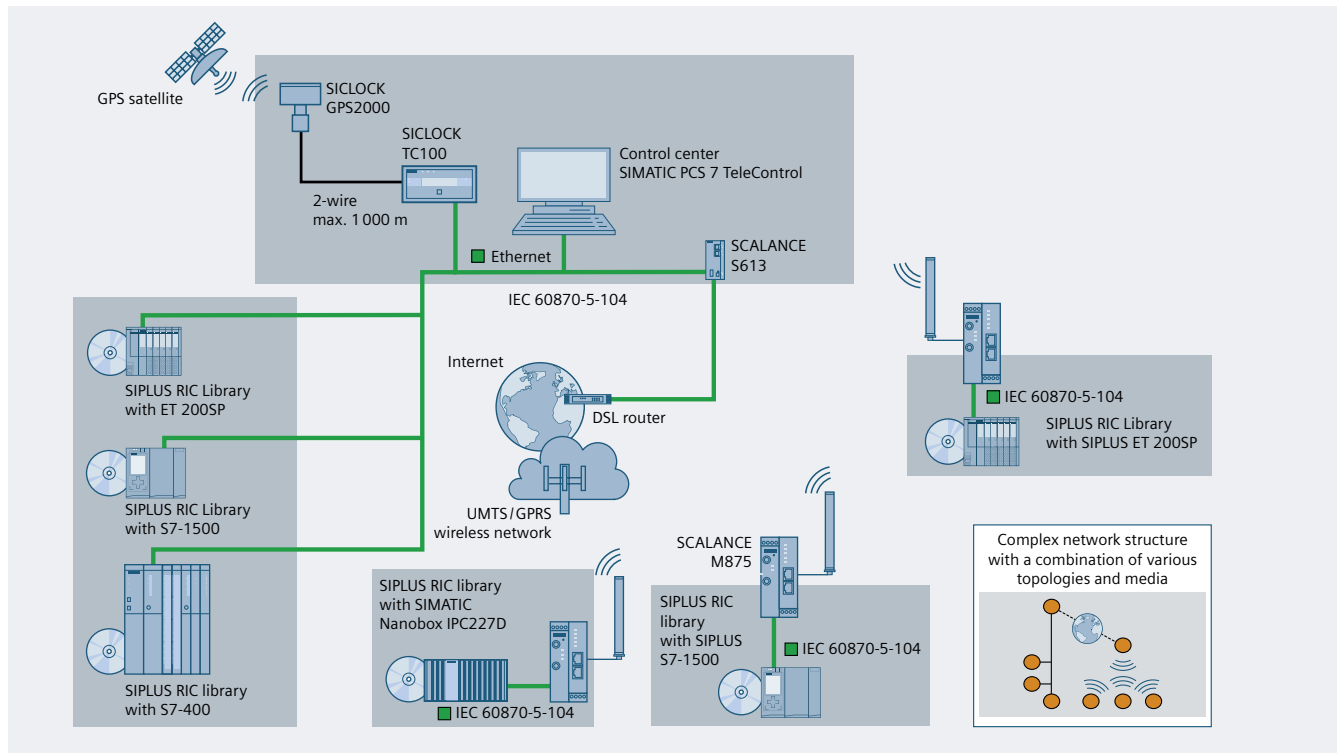 GPS satellite
SICLOCK
GPS2000
SICLOCK
TC100
2-wire
max. 1 000 m
Control center
SIMATIC PCS 7 TeleControl
Ethernet
SCALANCE
S613
IEC 60870-5-104
SIPLUS RIC Library
with ET 200SP
SIPLUS RIC Library
with S7-1500
SIPLUS RIC library
with S7-400
Internet
DSL router
UMTS/GPRS
wireless network
IEC 60870-5-104
SIPLUS RIC Library
with SIPLUS ET 200SP
SIPLUS RIC library
with SIMATIC
Nanobox IPC227D
IEC 60870-5-104
SCALANCE
M875
SIPLUS RIC
library
with SIPLUS
S7-1500
IEC 60870-5-104
Complex network structure
with a combination of various
topologies and media